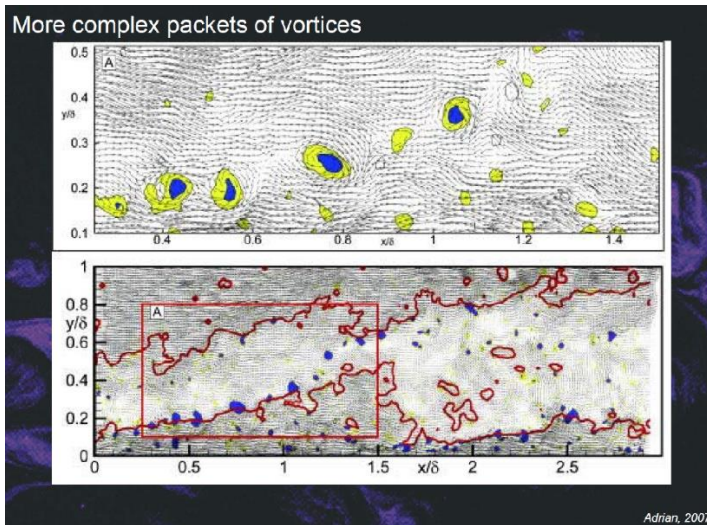 More complex packets of vortices
0.5
A
0.4
y/δ
0.3
0.2
0.1
0.4 0.6 0.8 x/δ 1 1.2 1.4
1
0.8
A
y/δ
0.6
0.4
0.2
0
0 0.5 1 1.5 x/δ 2 2.5
Adrian, 2007